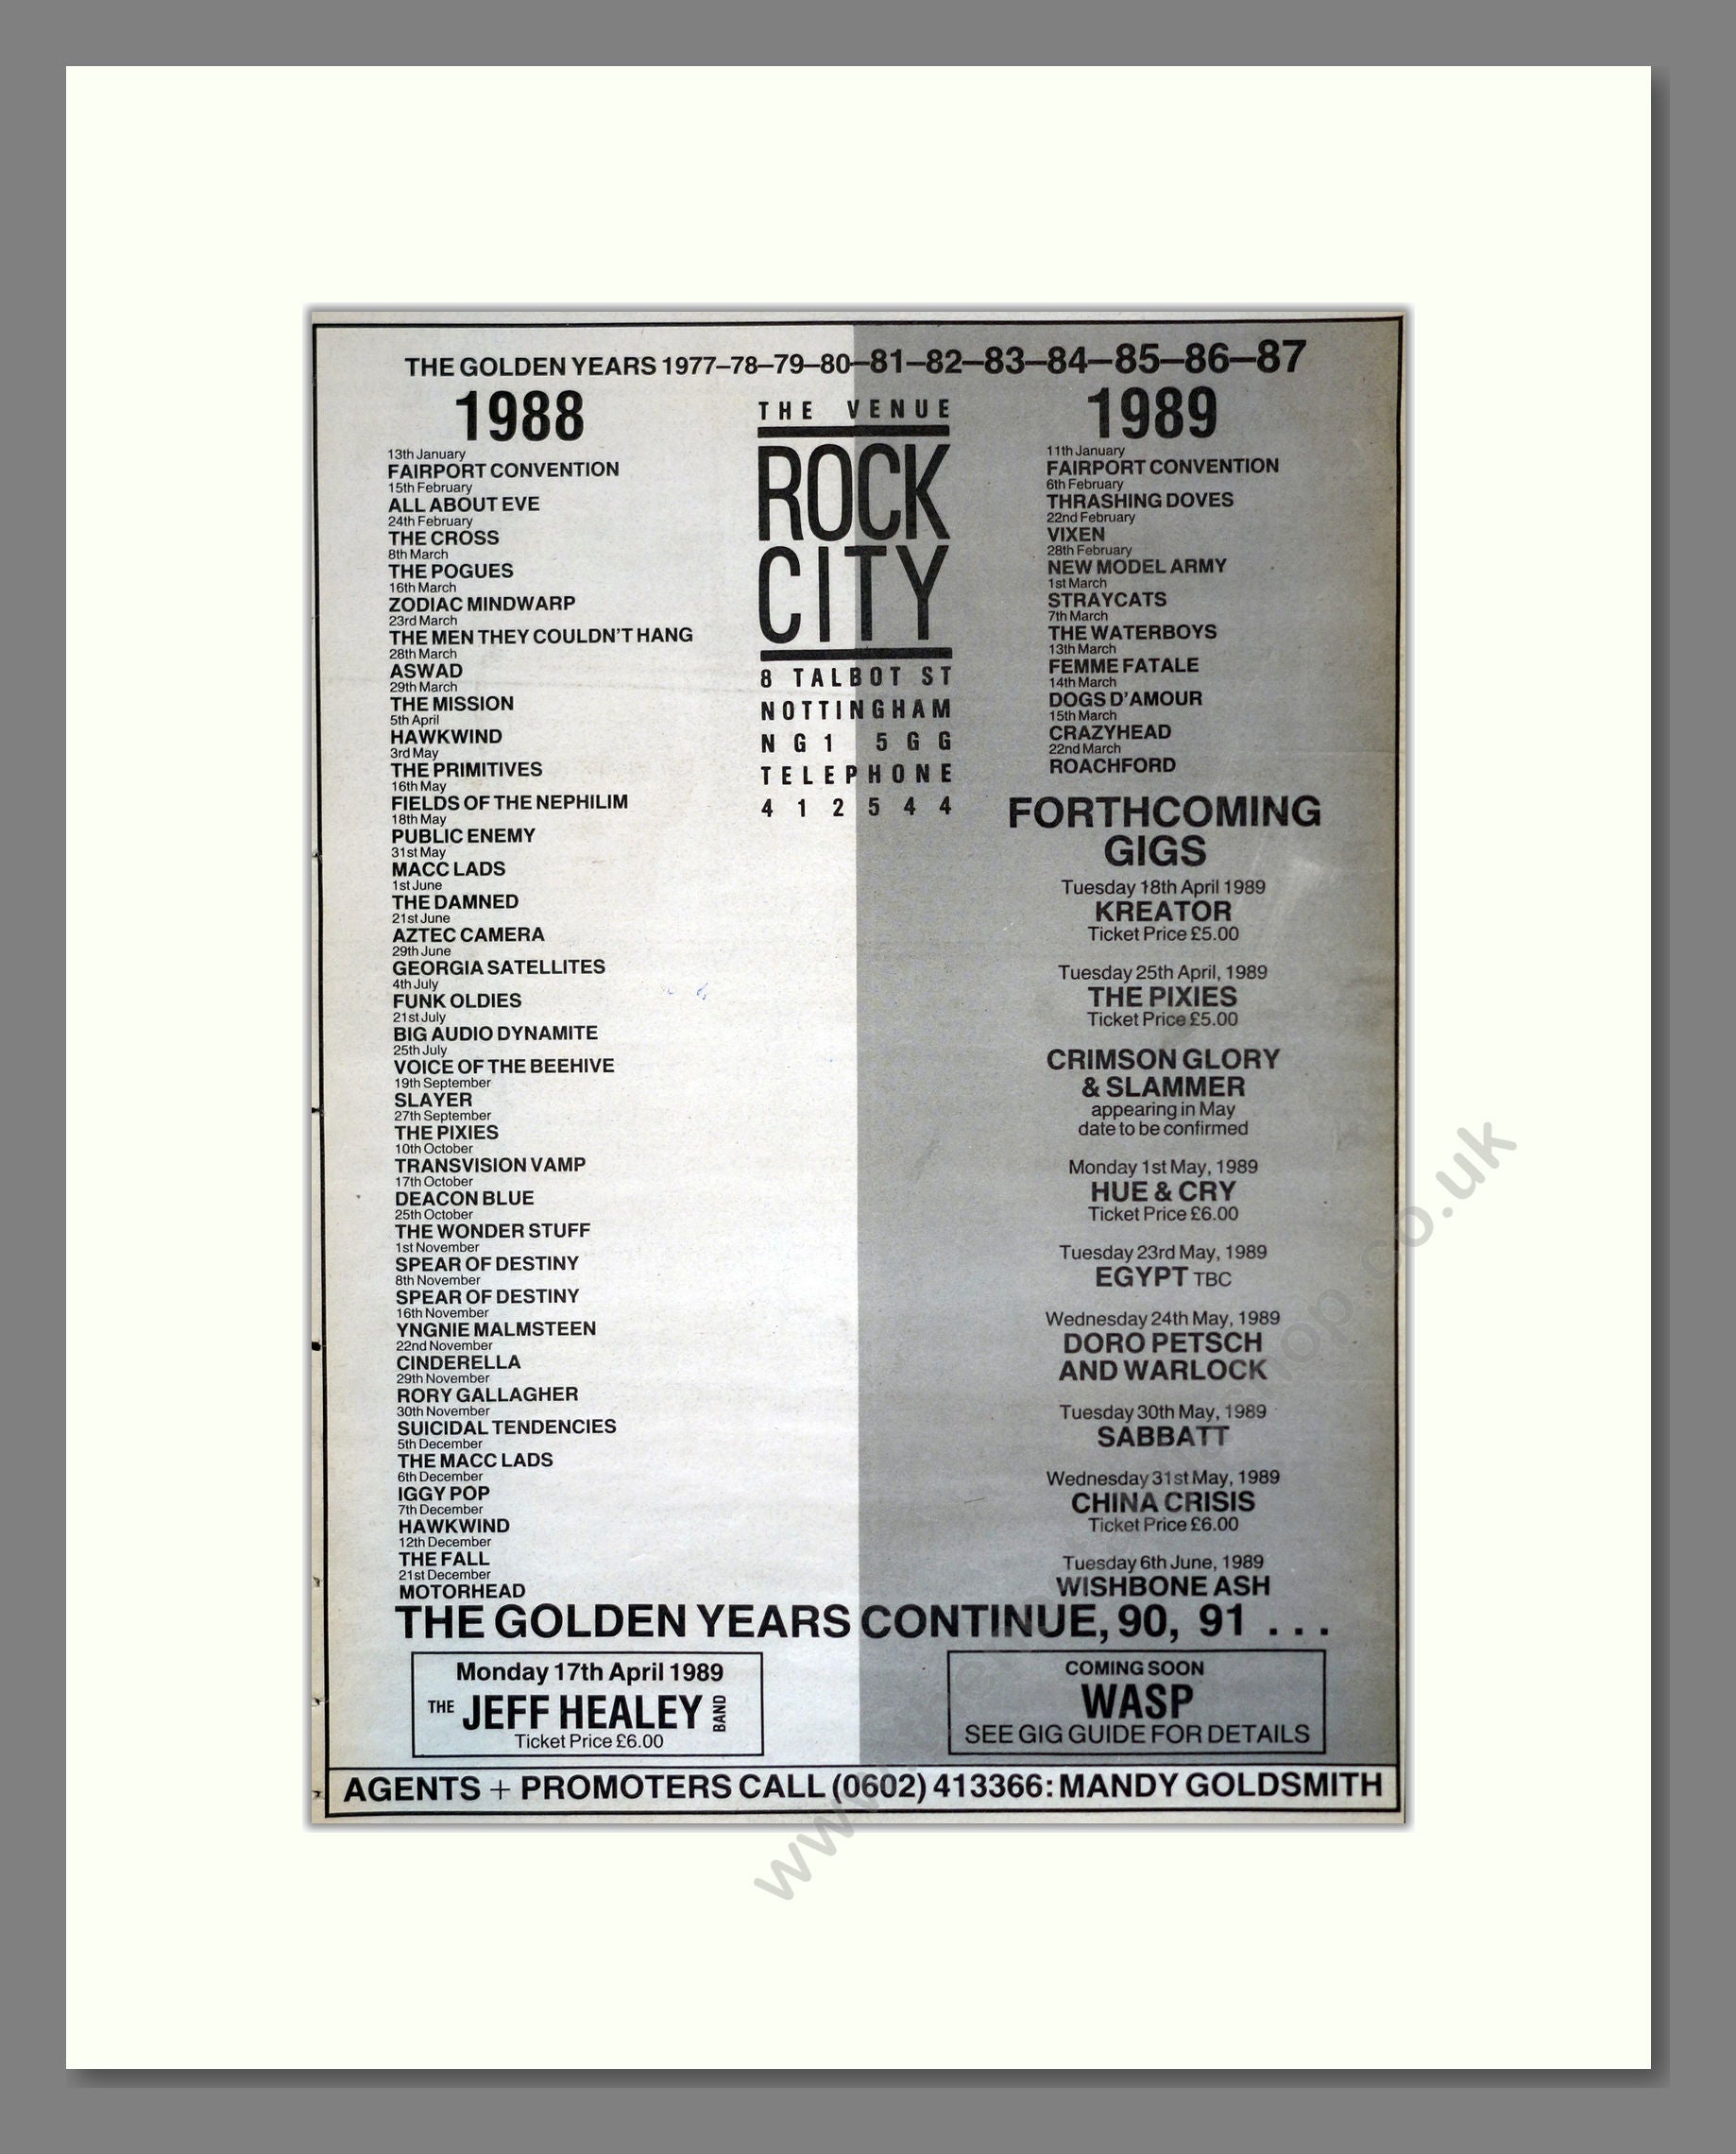 THE GOLDEN YEARS 1977–78–79–80–81–82–83–84–85–86–87
1988
13th January
FAIRPORT CONVENTION
15th February
ALL ABOUT EVE
24th February
THE CROSS
8th March
THE POGUES
16th March
ZODIAC MINDWARP
23rd March
THE MEN THEY COULDN'T HANG
28th March
ASWAD
29th March
THE MISSION
5th April
HAWKWIND
3rd May
THE PRIMITIVES
16th May
FIELDS OF THE NEPHILIM
18th May
PUBLIC ENEMY
31st May
MACC LADS
1st June
THE DAMNED
21st June
AZTEC CAMERA
29th June
GEORGIA SATELLITES
4th July
FUNK OLDIES
21st July
BIG AUDIO DYNAMITE
25th July
VOICE OF THE BEEHIVE
19th September
SLAYER
27th September
THE PIXIES
10th October
TRANSVISION VAMP
17th October
DEACON BLUE
25th October
THE WONDER STUFF
1st November
SPEAR OF DESTINY
8th November
SPEAR OF DESTINY
16th November
YNGNIE MALMSTEEN
22nd November
CINDERELLA
29th November
RORY GALLAGHER
30th November
SUICIDAL TENDENCIES
5th December
THE MACC LADS
6th December
IGGY POP
7th December
HAWKWIND
12th December
THE FALL
21st December
MOTORHEAD
THE VENUE
ROCK
CITY
8 TALBOT ST
NOTTINGHAM
NG1 5GG
TELEPHONE
412544
1989
11th January
FAIRPORT CONVENTION
6th February
THRASHING DOVES
22nd February
VIXEN
28th February
NEW MODEL ARMY
1st March
STRAYCATS
7th March
THE WATERBOYS
13th March
FEMME FATALE
14th March
DOGS D'AMOUR
15th March
CRAZYHEAD
22nd March
ROACHFORD
FORTHCOMING
GIGS
Tuesday 18th April 1989
KREATOR
Ticket Price £5.00
Tuesday 25th April, 1989
THE PIXIES
Ticket Price £5.00
CRIMSON GLORY
& SLAMMER
appearing in May
date to be confirmed
Monday 1st May, 1989
HUE & CRY
Ticket Price £6.00
Tuesday 23rd May, 1989
EGYPT TBC
Wednesday 24th May, 1989
DORO PETSCH
AND WARLOCK
Tuesday 30th May, 1989
SABBATT
Wednesday 31st May, 1989
CHINA CRISIS
Ticket Price £6.00
Tuesday 6th June, 1989
WISHBONE ASH
THE GOLDEN YEARS CONTINUE, 90, 91 ...
Monday 17th April 1989
THE JEFF HEALEY BAND
Ticket Price £6.00
COMING SOON
WASP
SEE GIG GUIDE FOR DETAILS
AGENTS + PROMOTERS CALL (0602) 413366: MANDY GOLDSMITH